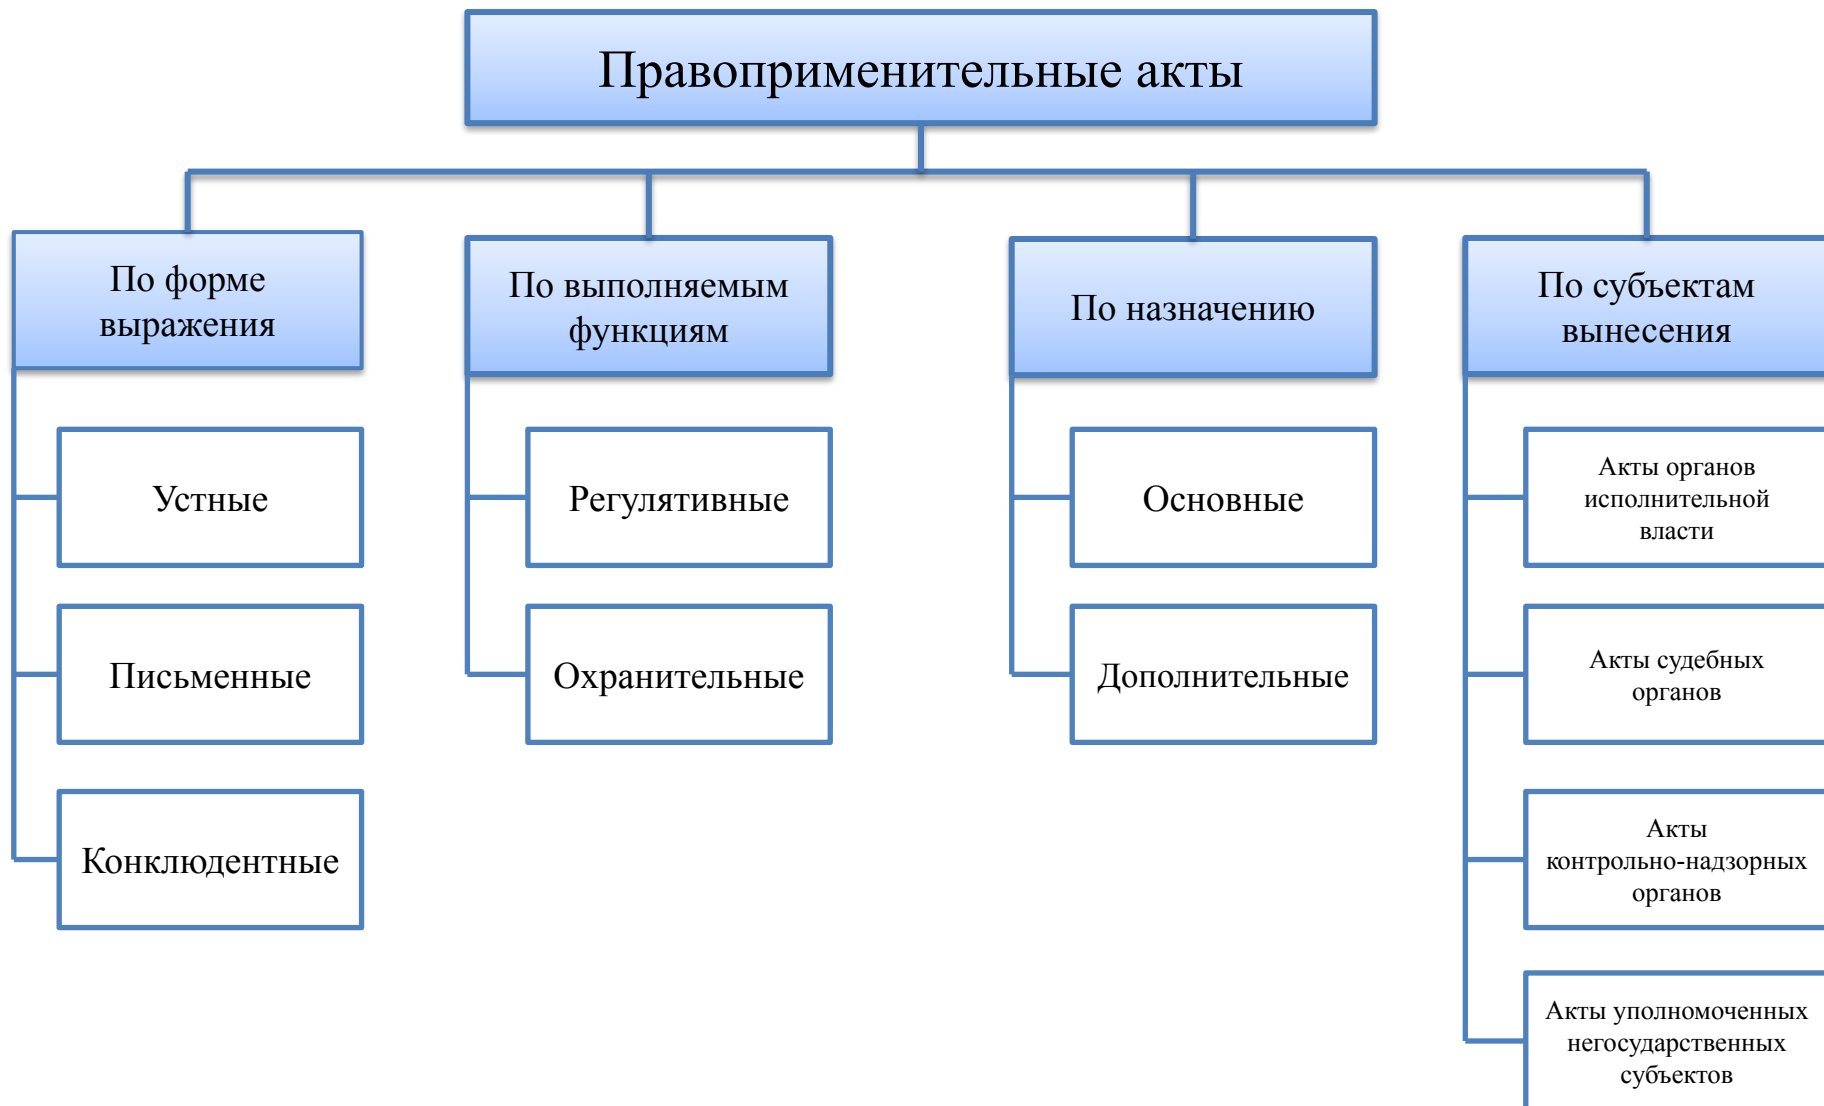 Правоприменительные акты
По форме
выражения
Устные
Письменные
Конклюдентные
По выполняемым
функциям
Регулятивные
Охранительные
По назначению
Основные
Дополнительные
По субъектам
вынесения
Акты органов
исполнительной
власти
Акты судебных
органов
Акты
контрольно-надзорных
органов
Акты уполномоченных
негосударственных
субъектов